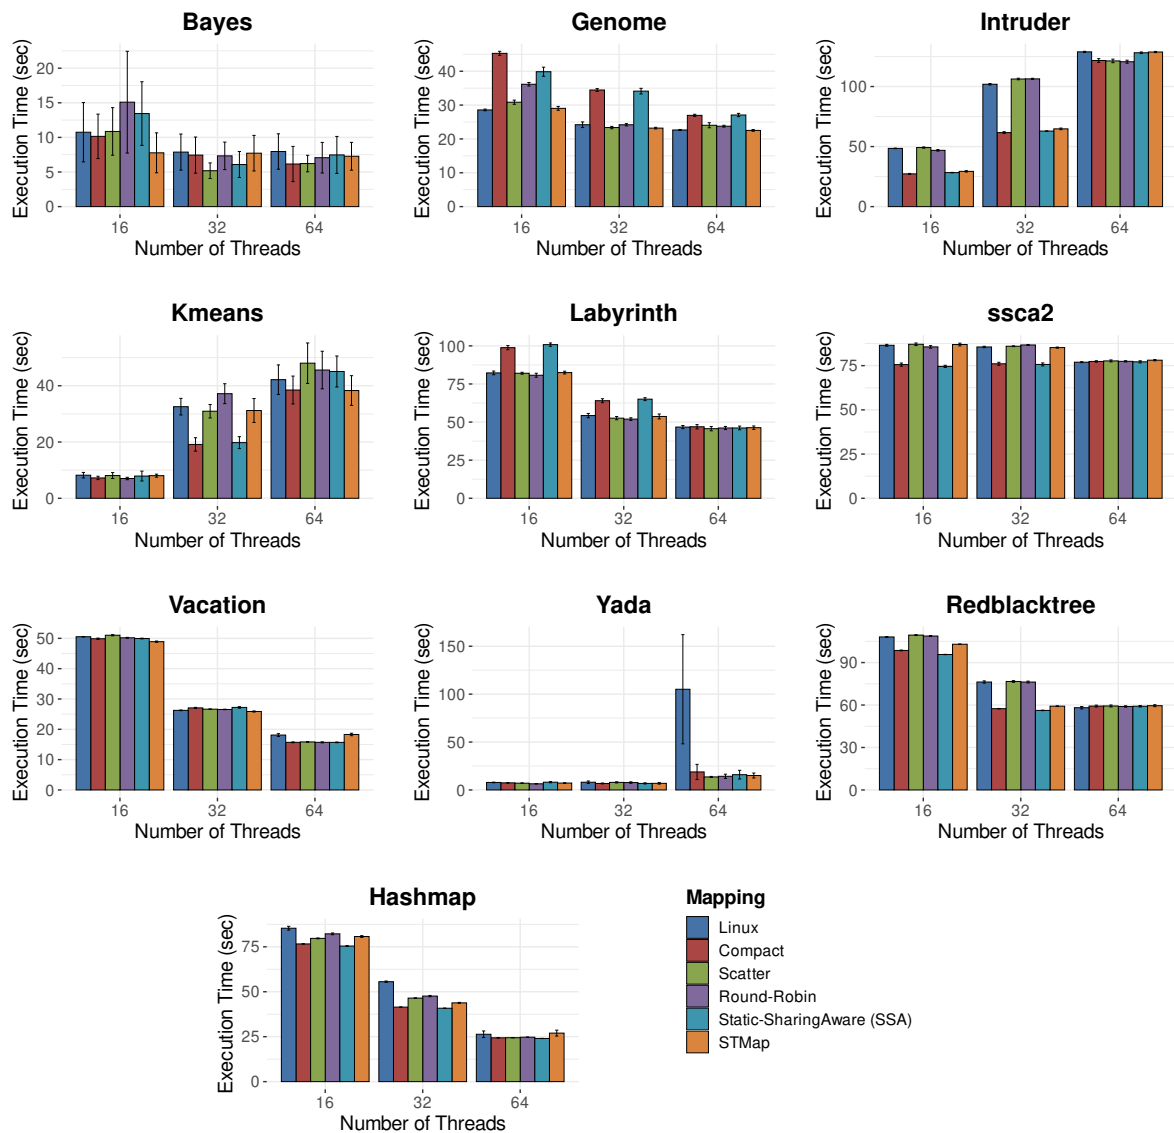 Bayes
Execution Time (sec)
20
15
10
5
0
16
32
64
Number of Threads
Genome
Execution Time (sec)
40
30
20
10
0
16
32
64
Number of Threads
Intruder
Execution Time (sec)
100
50
0
16
32
64
Number of Threads
Kmeans
Execution Time (sec)
40
20
0
16
32
64
Number of Threads
Labyrinth
Execution Time (sec)
100
75
50
25
0
16
32
64
Number of Threads
ssca2
Execution Time (sec)
75
50
25
0
16
32
64
Number of Threads
Vacation
Execution Time (sec)
50
40
30
20
10
0
16
32
64
Number of Threads
Yada
Execution Time (sec)
150
100
50
0
16
32
64
Number of Threads
Redblacktree
Execution Time (sec)
90
60
30
0
16
32
64
Number of Threads
Hashmap
Execution Time (sec)
75
50
25
0
16
32
64
Number of Threads
Mapping
Linux
Compact
Scatter
Round-Robin
Static-SharingAware (SSA)
STMap